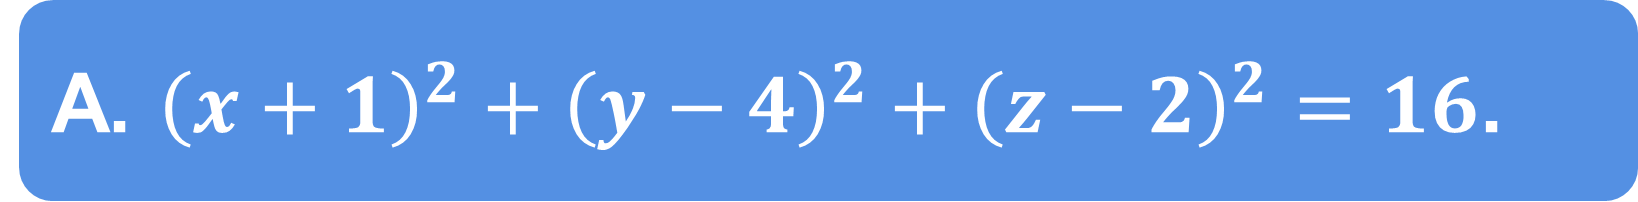 A. (x + 1)² + (y − 4)² + (z − 2)² = 16.